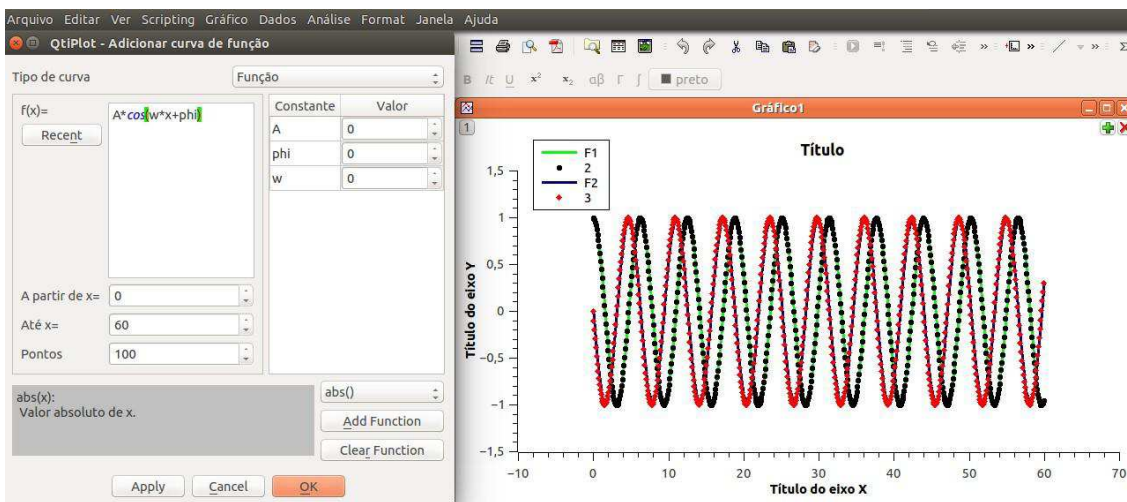 Arquivo Editar Ver Scripting Gráfico Dados Análise Format Janela Ajuda
QtiPlot - Adicionar curva de função
Tipo de curva
Função
f(x)=
Recent
A*cos(w*x+phi)
Constante Valor
A 0
phi 0
w 0
A partir de x= 0
Até x= 60
Pontos 100
abs(x):
Valor absoluto de x.
abs()
Add Function
Clear Function
Apply Cancel OK
B It U x² x₂ αβ Γ ∫ preto
Gráfico1
1
Título
F1
2
F2
3
1,5
1
0,5
0
−0,5
−1
−1,5
Título do eixo Y
−10 0 10 20 30 40 50 60 70
Título do eixo X